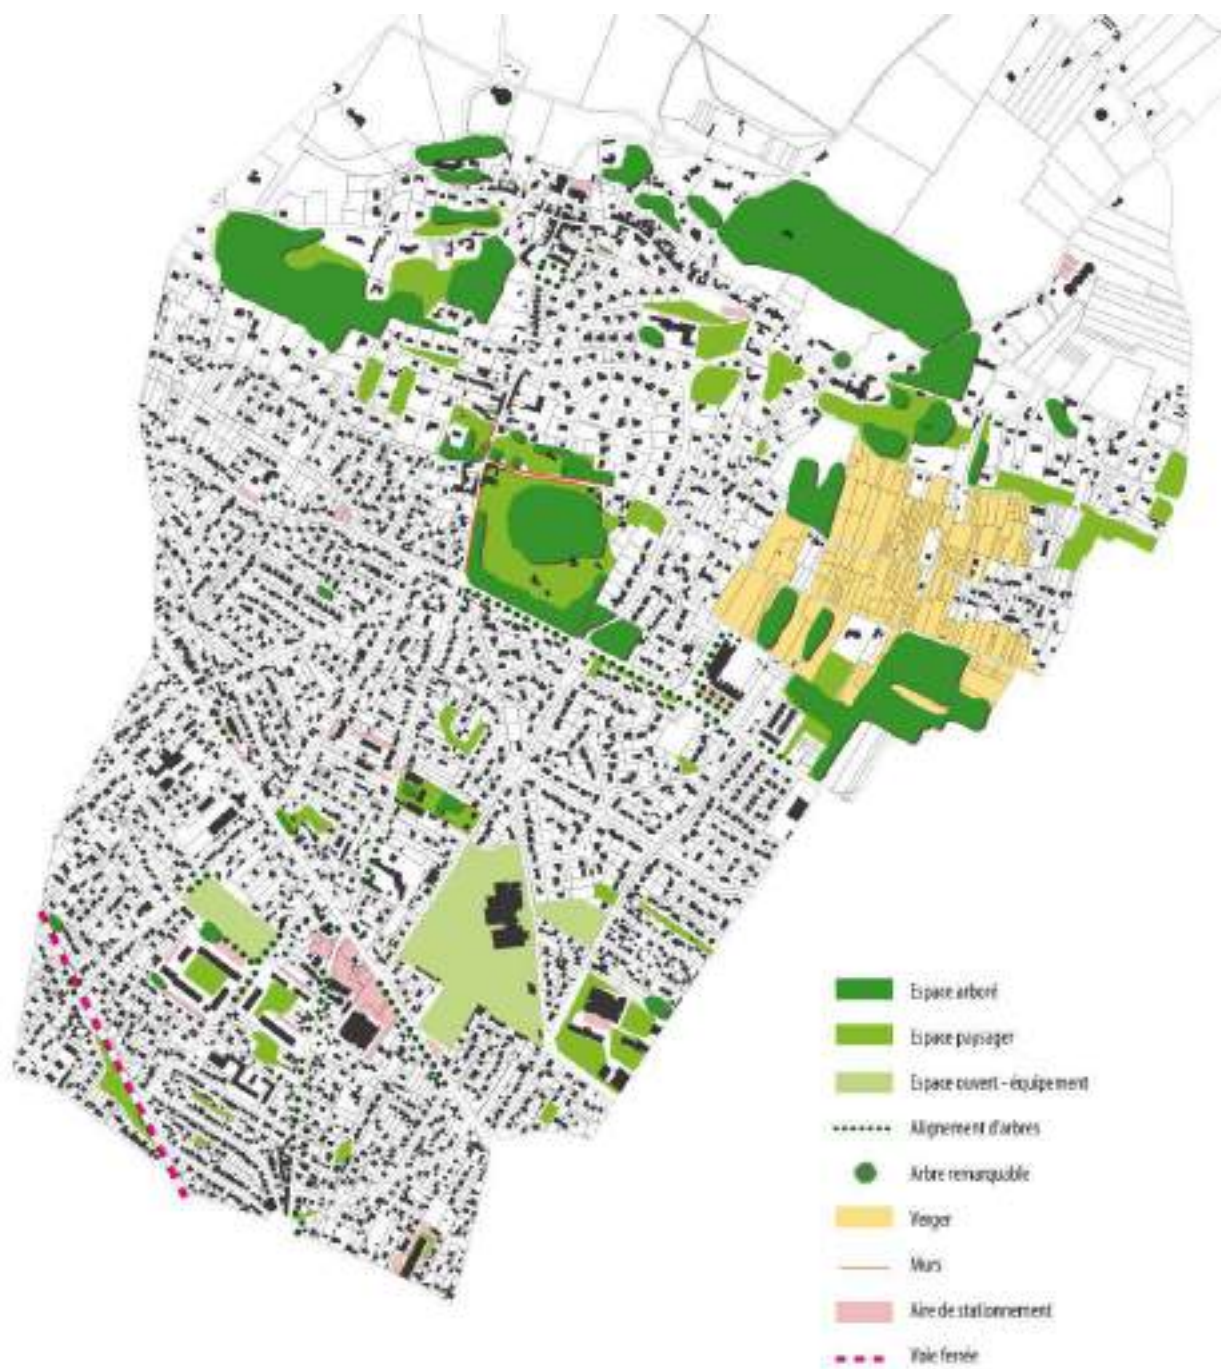 Espace arboré
Espace paysager
Espace ouvert - équipement
Alignement d'arbres
Arbre remarquable
Verger
Murs
Aire de stationnement
Voie ferrée